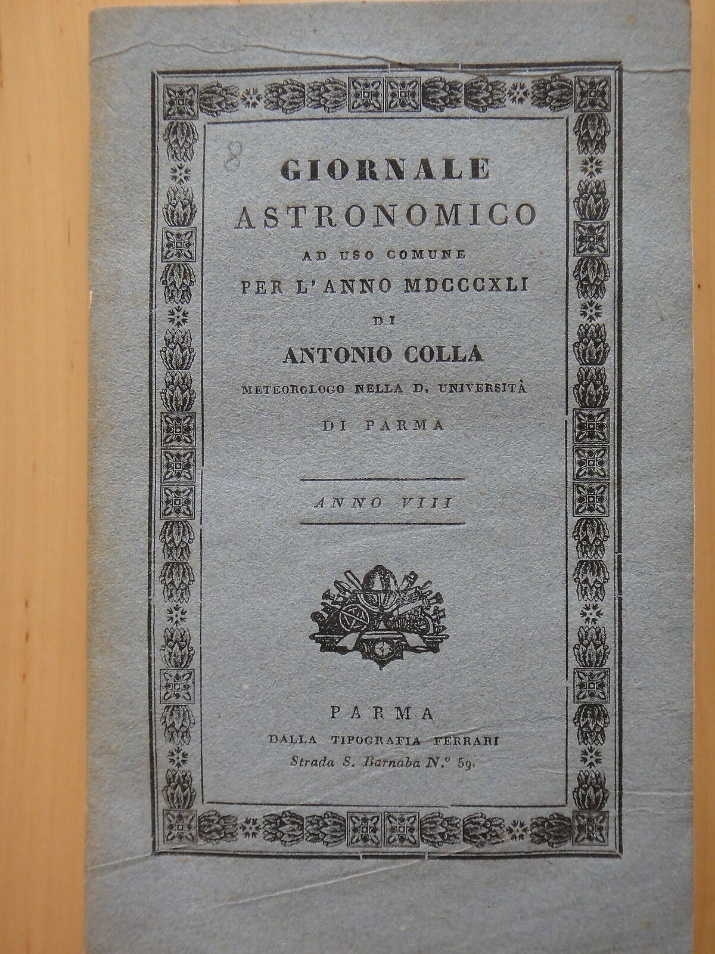 8
GIORNALE
ASTRONOMICO
AD USO COMUNE
PER L'ANNO MDCCCXLI
DI
ANTONIO COLLA
METEOROLOGO NELLA D. UNIVERSITÀ
DI PARMA
ANNO VIII
PARMA
DALLA TIPOGRAFIA FERRARI
Strada S. Barnaba N.º 59.